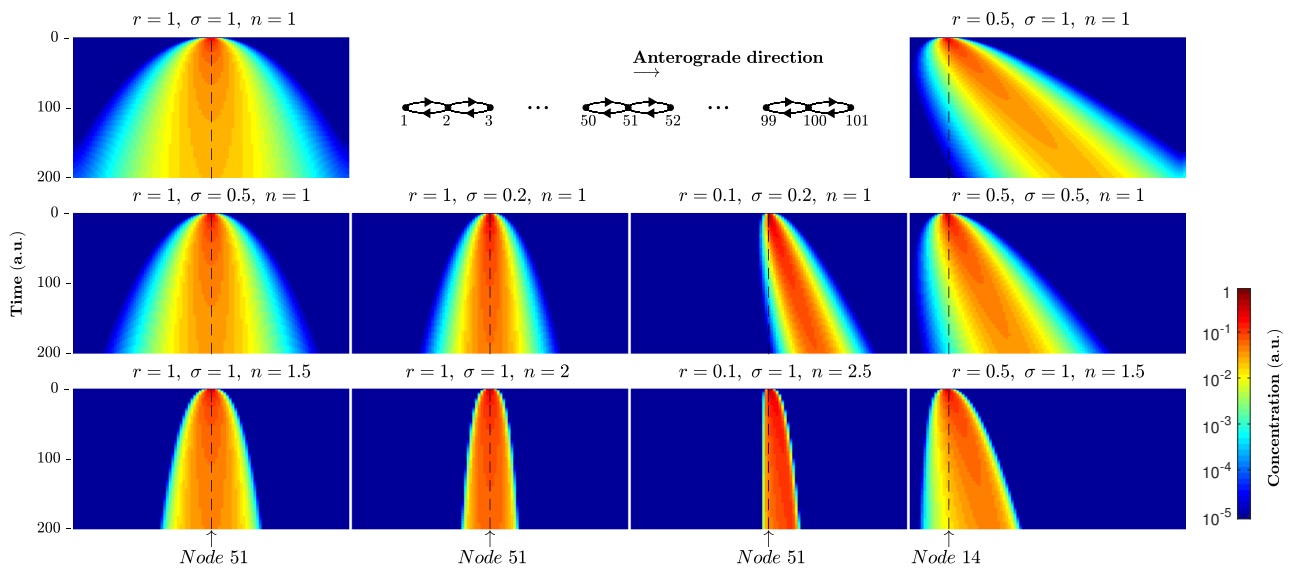 r = 1, σ = 1, n = 1
r = 0.5, σ = 1, n = 1
0
100
200
Anterograde direction
→
1 2 3 ... 50 51 52 ... 99 100 101
r = 1, σ = 0.5, n = 1
r = 1, σ = 0.2, n = 1
r = 0.1, σ = 0.2, n = 1
r = 0.5, σ = 0.5, n = 1
Time (a.u.)
0
100
200
r = 1, σ = 1, n = 1.5
r = 1, σ = 1, n = 2
r = 0.1, σ = 1, n = 2.5
r = 0.5, σ = 1, n = 1.5
0
100
200
Node 51
Node 51
Node 51
Node 14
1
10⁻¹
10⁻²
10⁻³
10⁻⁴
10⁻⁵
Concentration (a.u.)